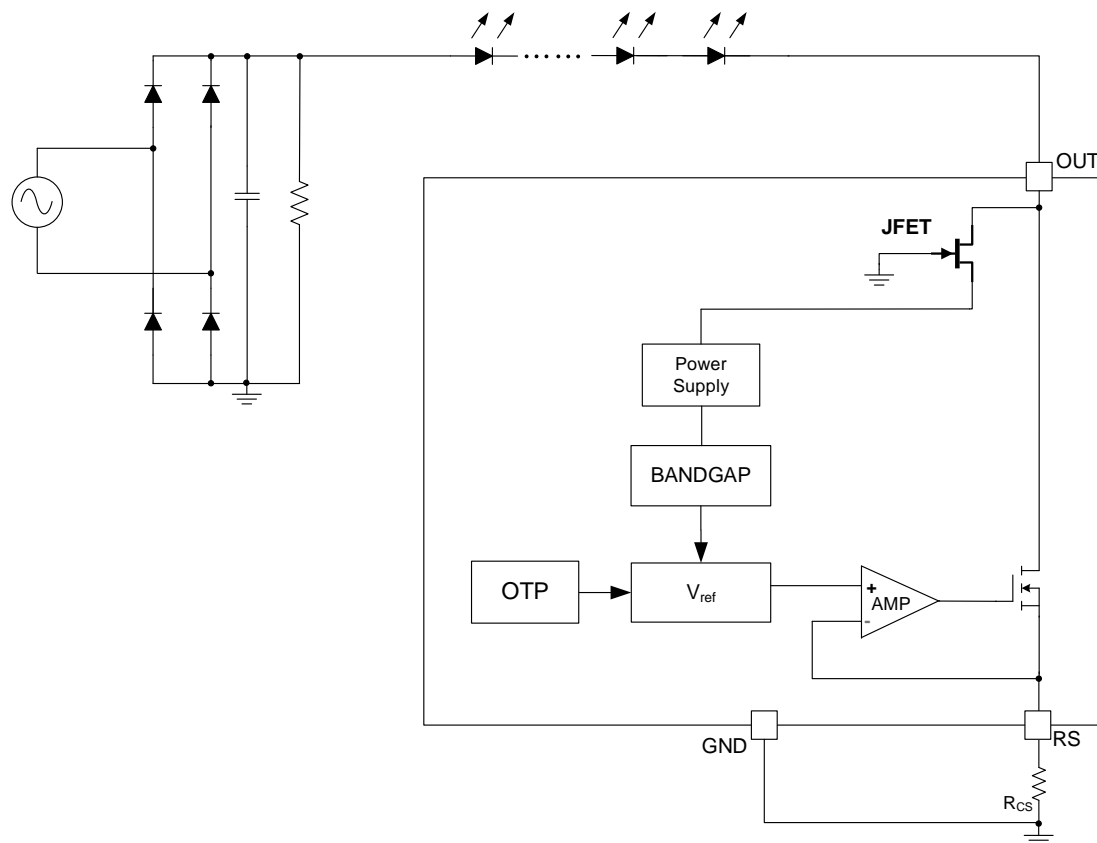 OUT
JFET
Power
Supply
BANDGAP
OTP
Vref
+
AMP
-
GND
RS
RCS